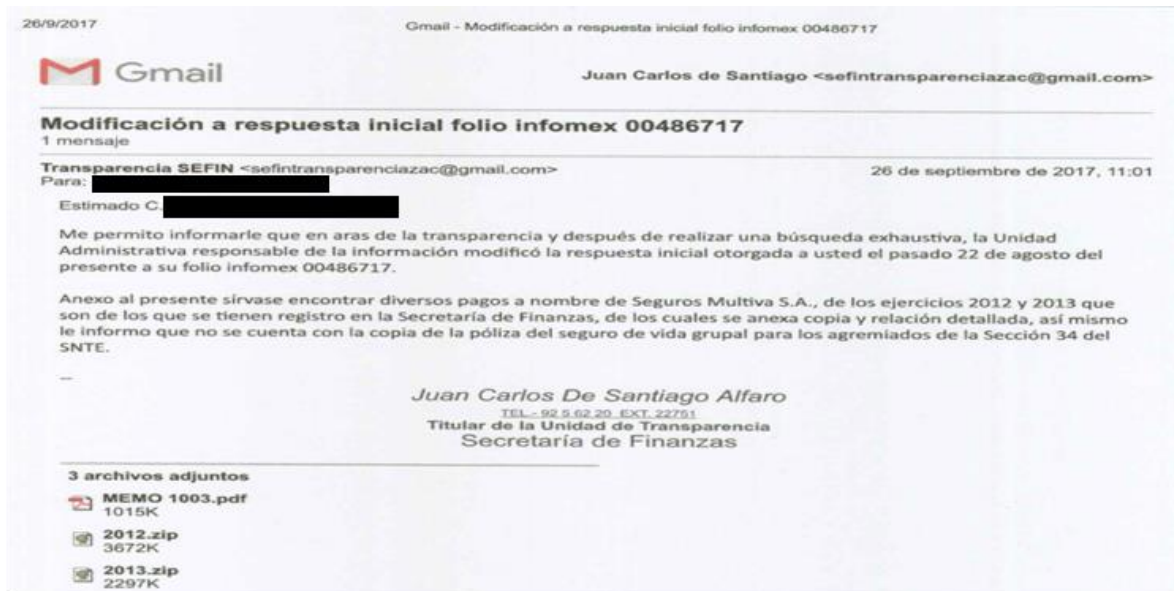 26/9/2017 Gmail - Modificación a respuesta inicial folio infomex 00486717
Gmail Juan Carlos de Santiago <sefintransparenciazac@gmail.com>
Modificación a respuesta inicial folio infomex 00486717
1 mensaje
Transparencia SEFIN <sefintransparenciazac@gmail.com> 26 de septiembre de 2017, 11:01
Para:
Estimado C.
Me permito informarle que en aras de la transparencia y después de realizar una búsqueda exhaustiva, la Unidad
Administrativa responsable de la información modificó la respuesta inicial otorgada a usted el pasado 22 de agosto del
presente a su folio infomex 00486717.
Anexo al presente sírvase encontrar diversos pagos a nombre de Seguros Multiva S.A., de los ejercicios 2012 y 2013 que
son de los que se tienen registro en la Secretaría de Finanzas, de los cuales se anexa copia y relación detallada, así mismo
le informo que no se cuenta con la copia de la póliza del seguro de vida grupal para los agremiados de la Sección 34 del
SNTE.
--
Juan Carlos De Santiago Alfaro
TEL.- 92 5 62 20 EXT. 22751
Titular de la Unidad de Transparencia
Secretaría de Finanzas
3 archivos adjuntos
MEMO 1003.pdf
1015K
2012.zip
3672K
2013.zip
2297K